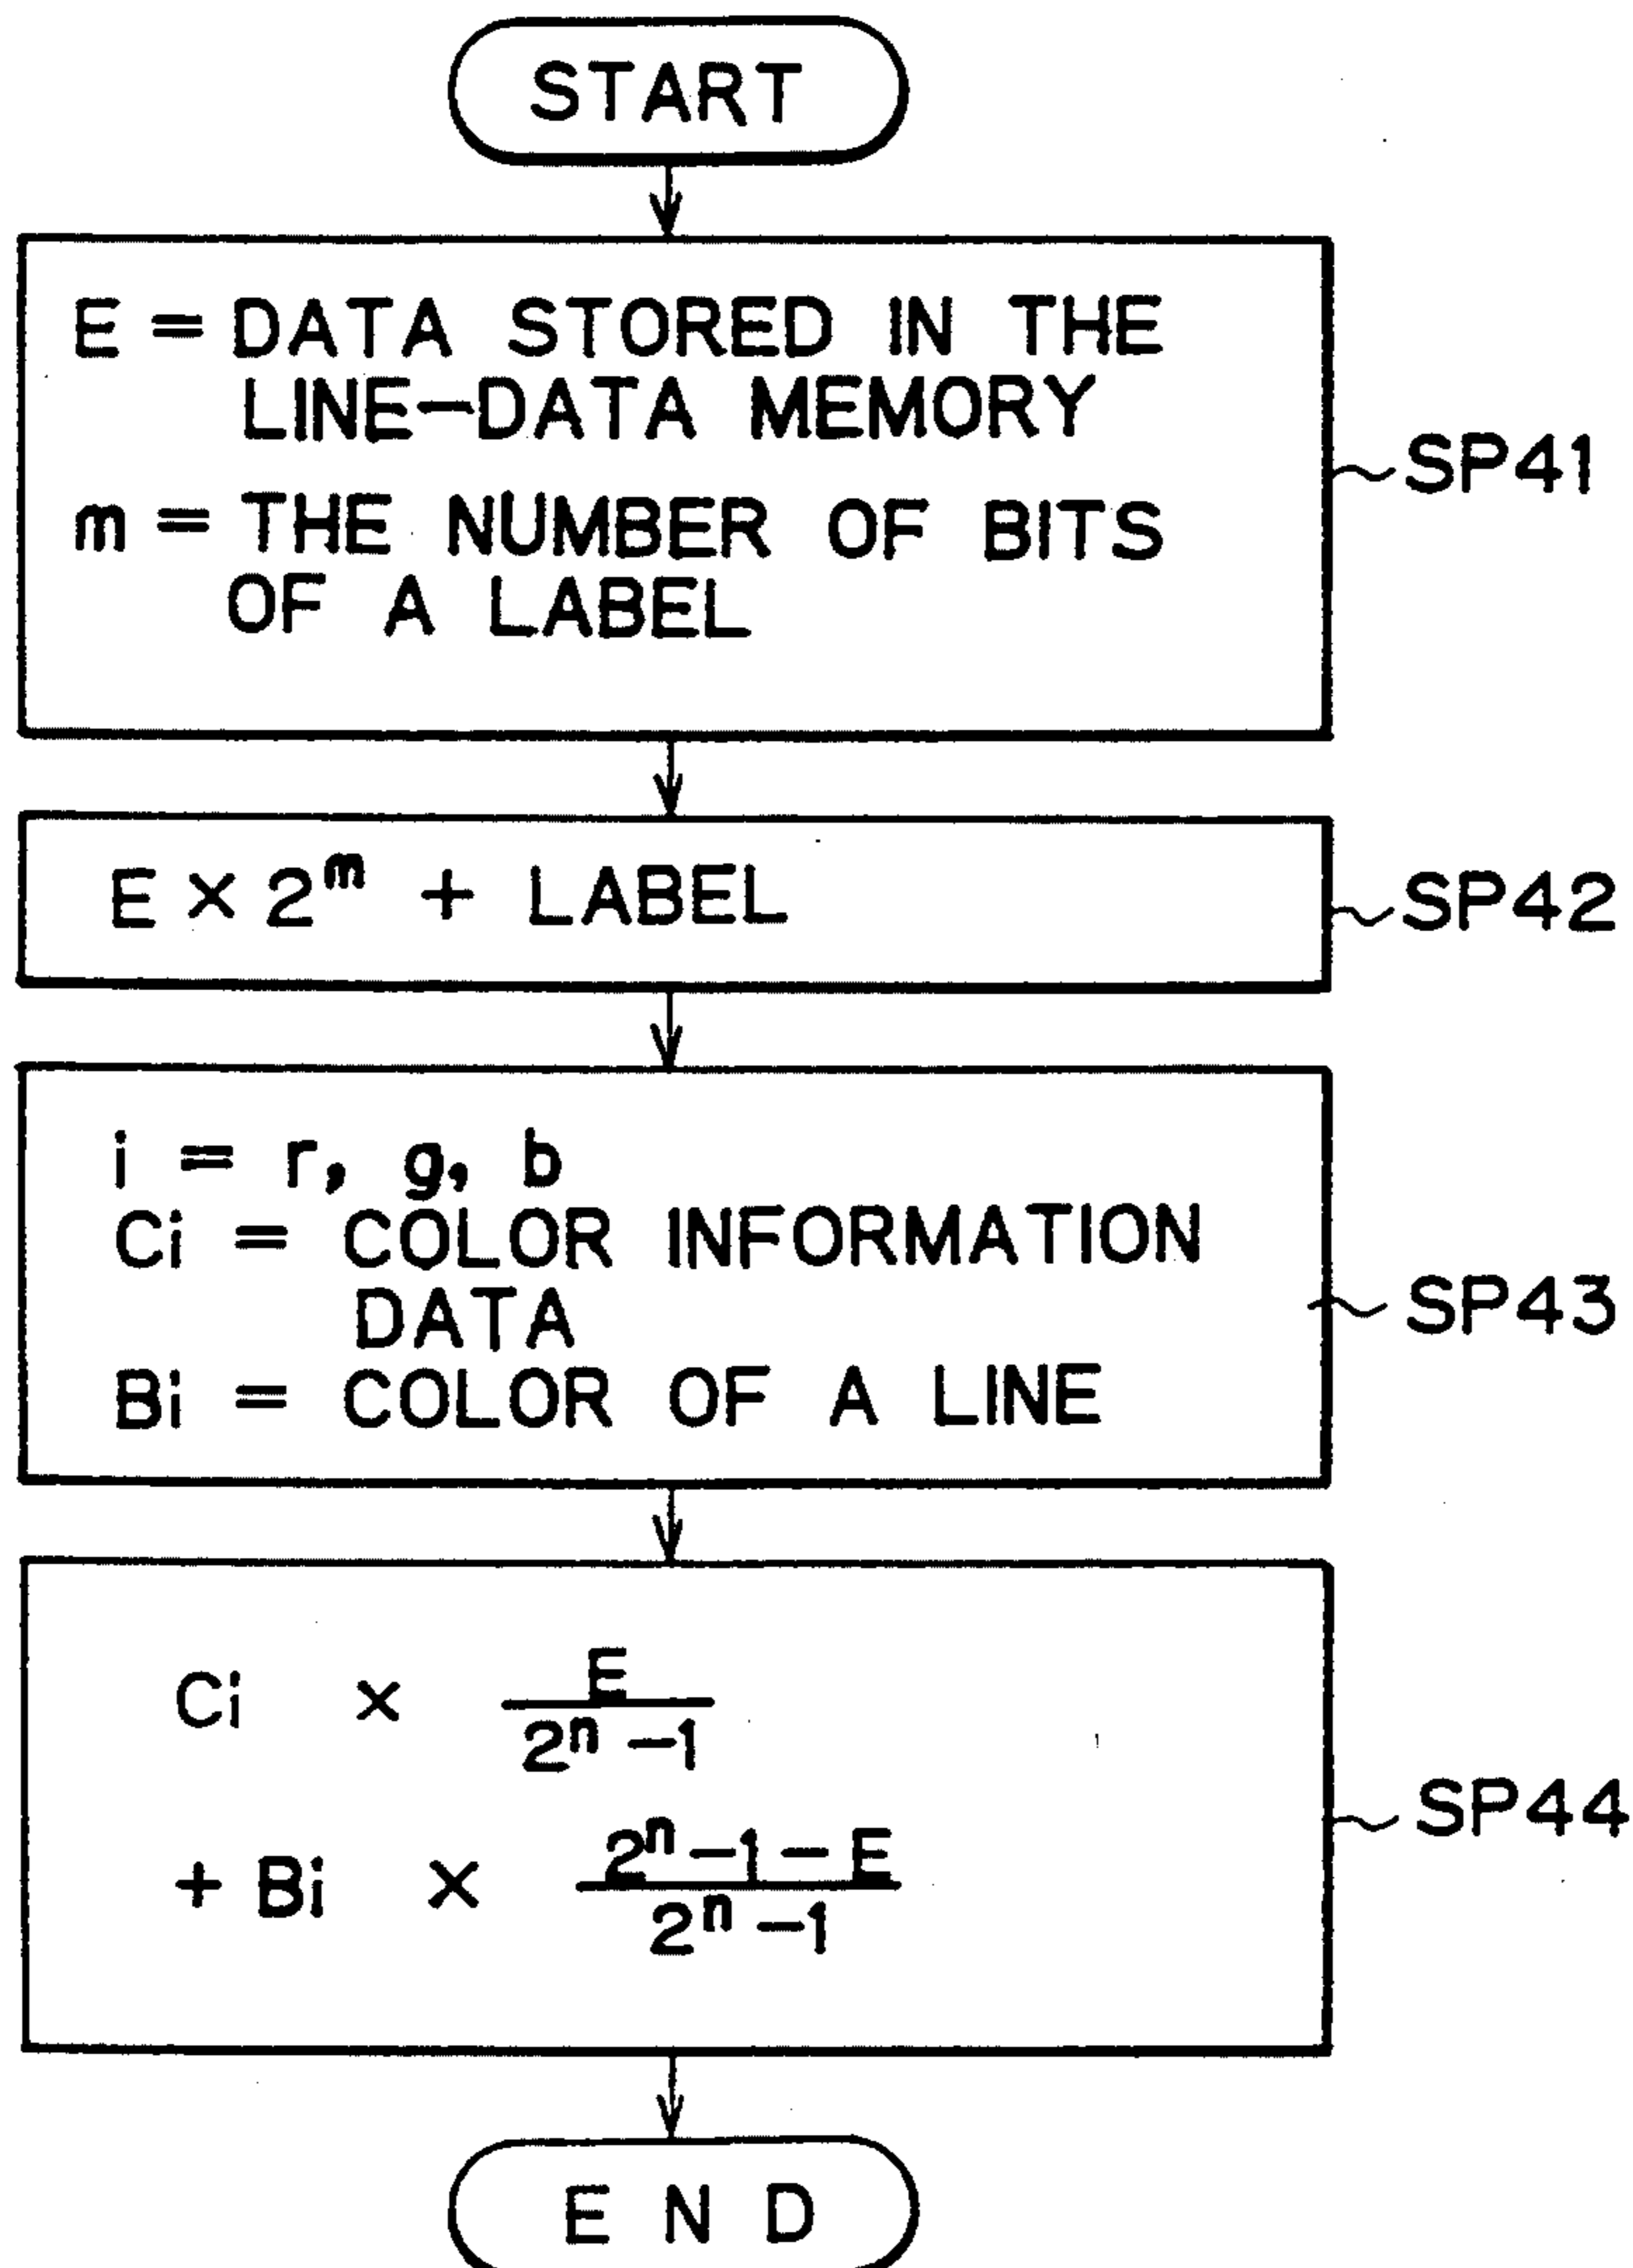 START
E = DATA STORED IN THE
LINE-DATA MEMORY
m = THE NUMBER OF BITS
OF A LABEL
SP41
E × 2^m + LABEL
SP42
i = r, g, b
Ci = COLOR INFORMATION
DATA
Bi = COLOR OF A LINE
SP43
Ci × E
2^n -1
+ Bi × 2^n -1 - E
2^n -1
SP44
END